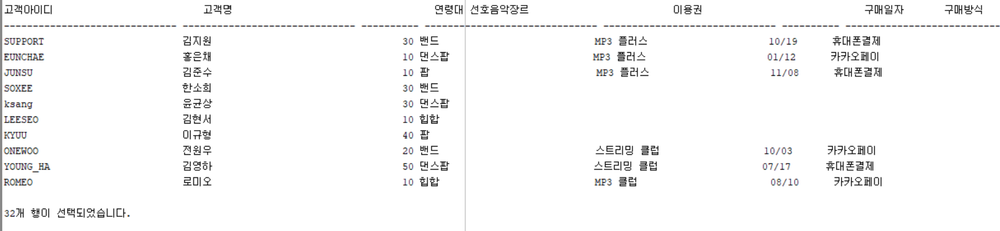 고객아이디 고객명 연령대 선호음악장르 이용권 구매일자 구매방식
------------------------------ ------------------------------ ---------- ------------------------------ ------------------------------ ---------- ---------------------------
SUPPORT 김지원 30 밴드 MP3 플러스 10/19 휴대폰결제
EUNCHAE 홍은채 10 댄스팝 MP3 플러스 01/12 카카오페이
JUNSU 김준수 10 팝 MP3 플러스 11/08 휴대폰결제
SOXEE 한소희 30 밴드
ksang 윤균상 30 댄스팝
LEESEO 김현서 10 힙합
KYUU 이규형 40 팝
ONEWOO 전원우 20 밴드 스트리밍 클럽 10/03 카카오페이
YOUNG_HA 김영하 50 댄스팝 스트리밍 클럽 07/17 휴대폰결제
ROMEO 로미오 10 힙합 MP3 클럽 08/10 카카오페이
32개 행이 선택되었습니다.